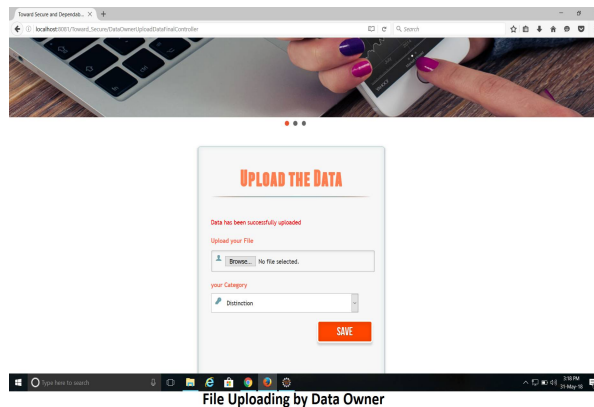 Toward Secure and Dependab...
localhost:8081/Toward_Secure/DataOwnerUploadDataFinalController
Search
UPLOAD THE DATA
Data has been successfully uploaded
Upload your File
Browse... No file selected.
your Category
Distinction
SAVE
Type here to search
3:18 PM
31-May-18
File Uploading by Data Owner